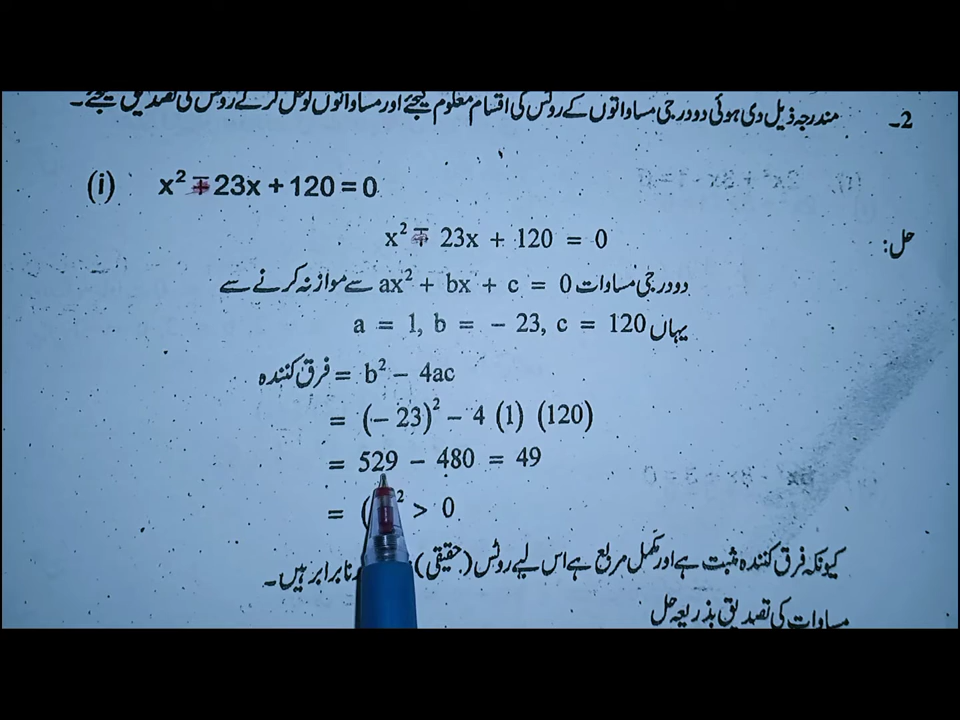 2۔ مندرجہ ذیل دی ہوئی دو درجی مساواتوں کے روٹس کی اقسام معلوم کیجئے اور مساواتوں کو حل کر کے روٹس کی تصدیق کیجئے۔
(i) x² − 23x + 120 = 0
حل: x² − 23x + 120 = 0
دو درجی مساوات ax² + bx + c = 0 سے موازنہ کرنے سے
یہاں a = 1, b = − 23, c = 120
فرق کنندہ = b² − 4ac
= (− 23)² − 4 (1) (120)
= 529 − 480 = 49
= ( ² > 0
کیونکہ فرق کنندہ مثبت ہے اور مکمل مربع ہے اس لیے روٹس (حقیقی) نابرابر ہیں۔
مساوات کی تصدیق بذریعہ حل